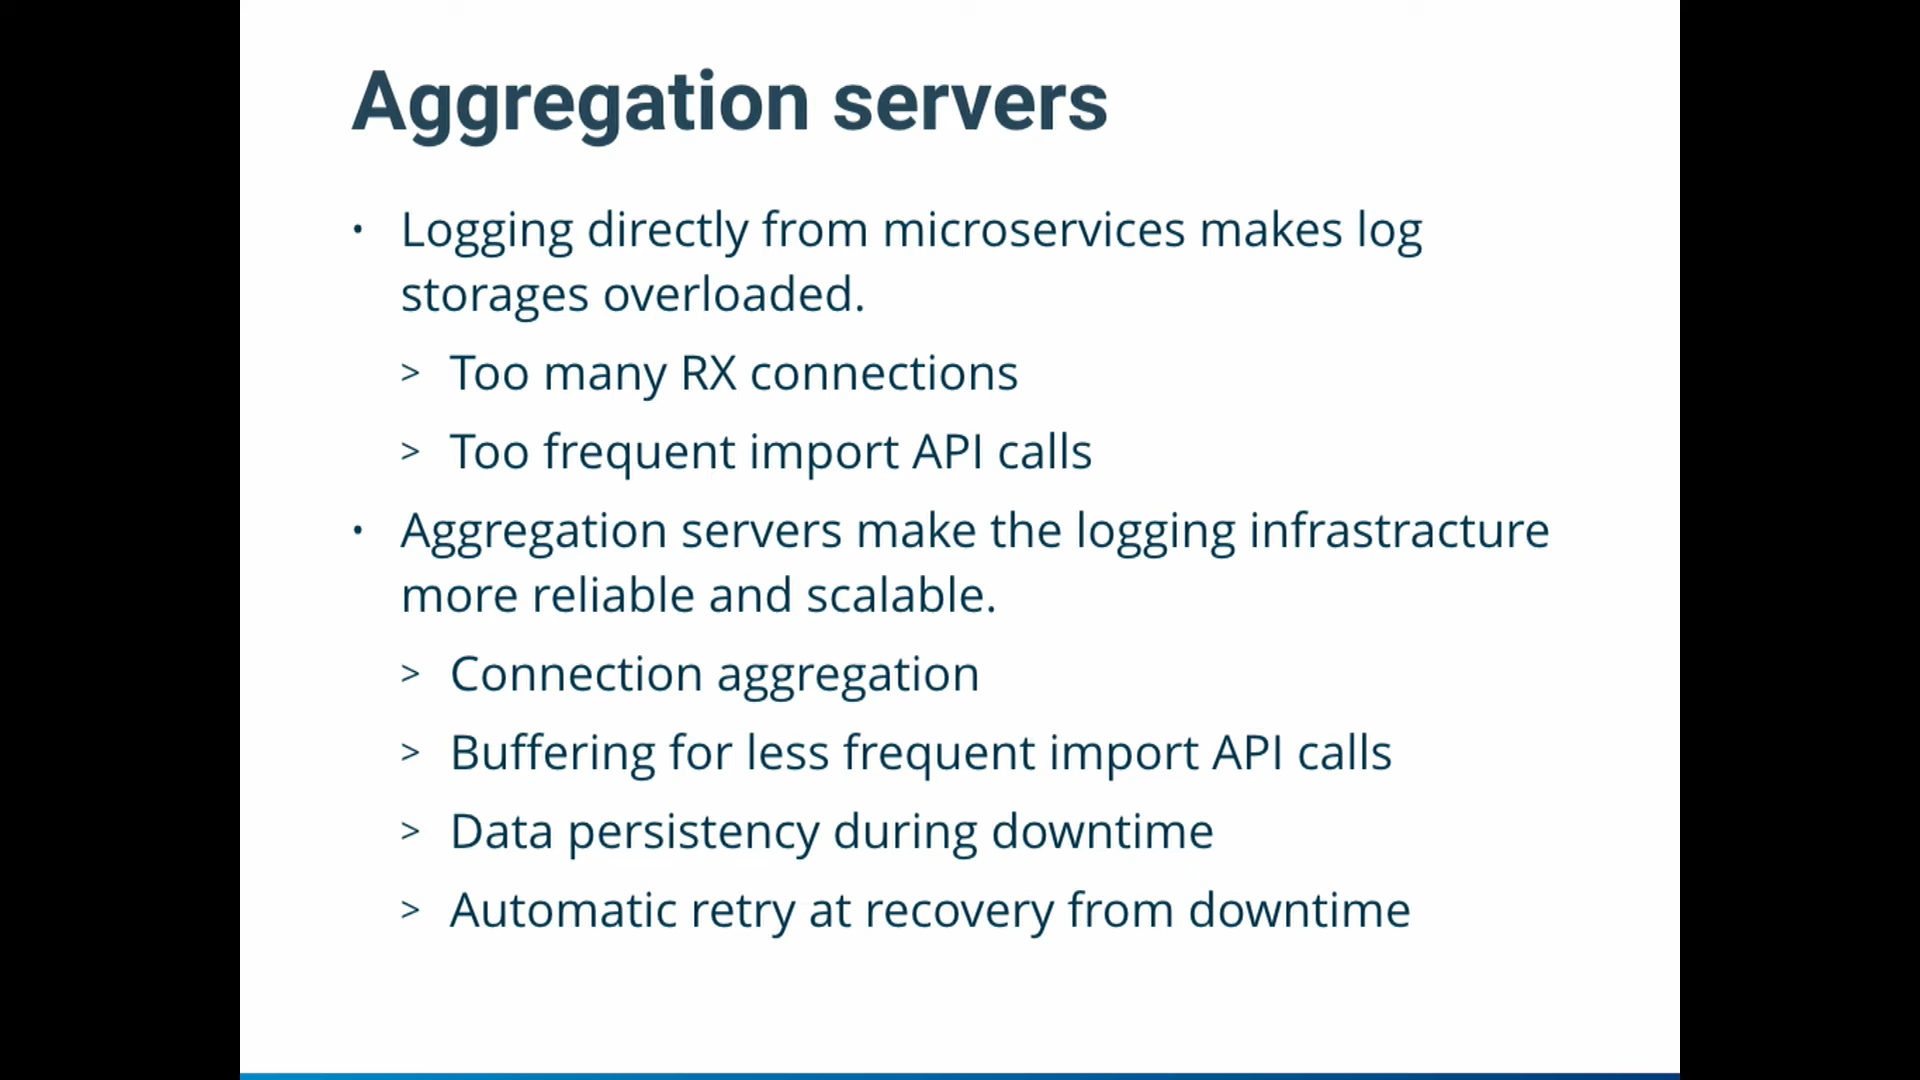 Aggregation servers
• Logging directly from microservices makes log
storages overloaded.
> Too many RX connections
> Too frequent import API calls
• Aggregation servers make the logging infrastracture
more reliable and scalable.
> Connection aggregation
> Buffering for less frequent import API calls
> Data persistency during downtime
> Automatic retry at recovery from downtime